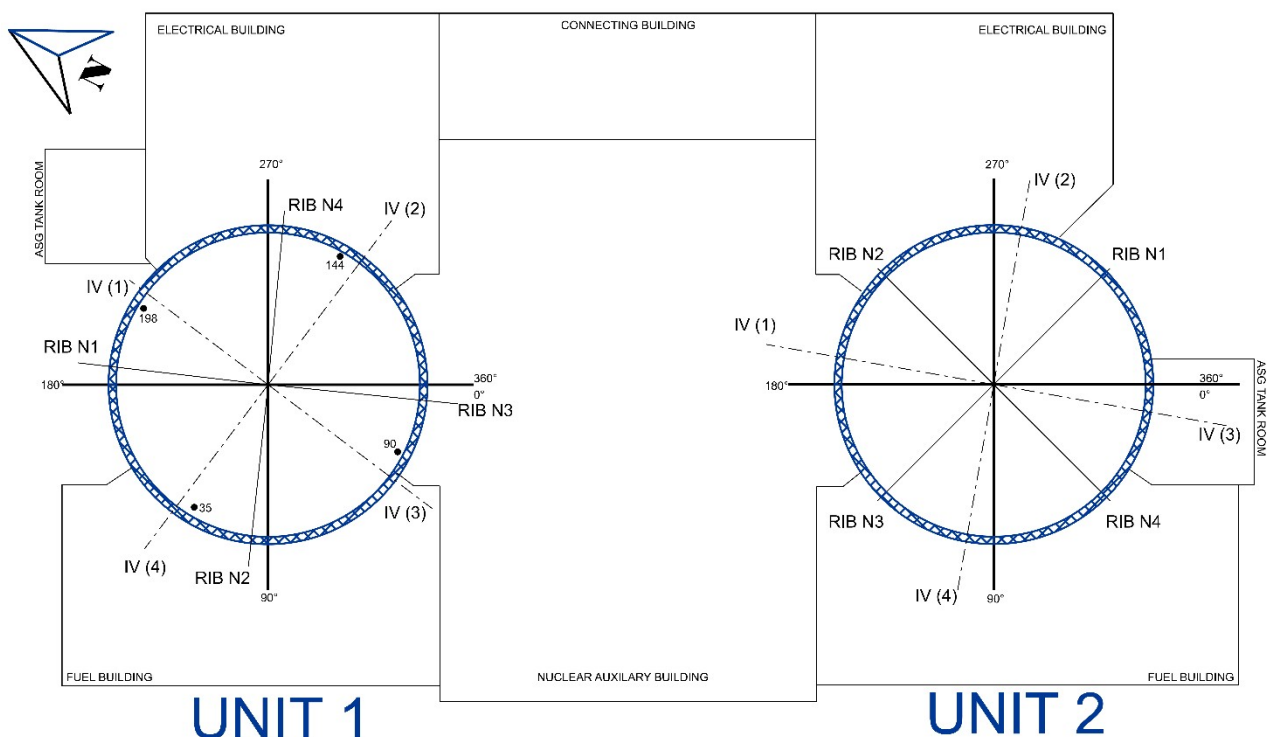 ELECTRICAL BUILDING
CONNECTING BUILDING
ELECTRICAL BUILDING
N
ASG TANK ROOM
270°
RIB N4
IV (2)
144
IV (1)
198
RIB N1
180°
360°
0°
RIB N3
90
35
IV (3)
IV (4)
RIB N2
90°
FUEL BUILDING
NUCLEAR AUXILARY BUILDING
270°
IV (2)
RIB N2
RIB N1
IV (1)
180°
360°
0°
ASG TANK ROOM
IV (3)
RIB N3
RIB N4
IV (4)
90°
FUEL BUILDING
UNIT 1
UNIT 2